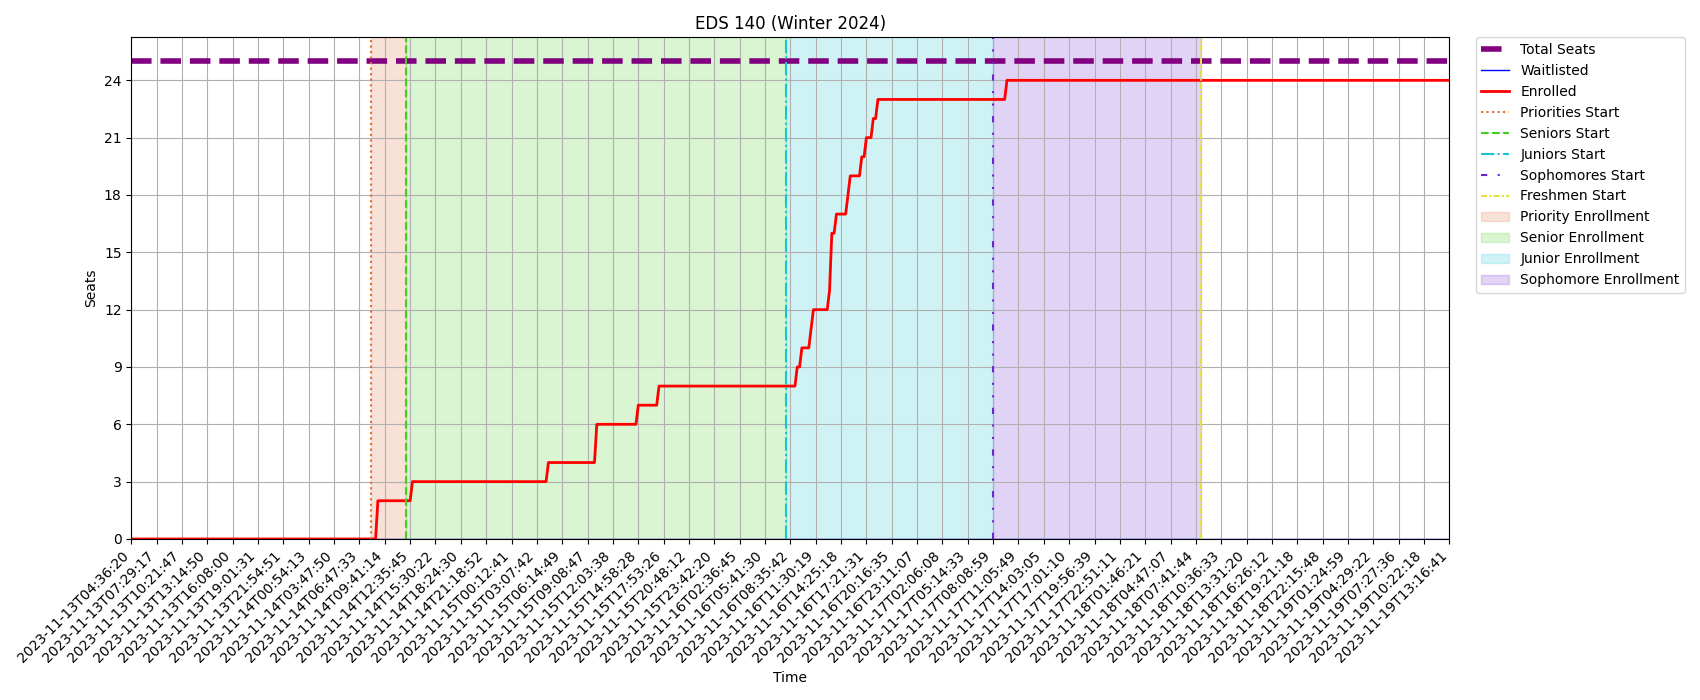 EDS 140 (Winter 2024)
Total Seats
Waitlisted
Enrolled
Priorities Start
Seniors Start
Juniors Start
Sophomores Start
Freshmen Start
Priority Enrollment
Senior Enrollment
Junior Enrollment
Sophomore Enrollment
Seats
24
21
18
15
12
9
6
3
0
2023-11-13T04:36:20
2023-11-13T07:29:17
2023-11-13T10:21:47
2023-11-13T13:14:50
2023-11-13T16:08:00
2023-11-13T19:01:31
2023-11-13T21:54:51
2023-11-14T00:54:13
2023-11-14T03:47:50
2023-11-14T06:47:33
2023-11-14T09:41:14
2023-11-14T12:35:45
2023-11-14T15:30:22
2023-11-14T18:24:30
2023-11-14T21:18:52
2023-11-15T00:12:41
2023-11-15T03:07:42
2023-11-15T06:14:49
2023-11-15T09:08:47
2023-11-15T12:03:38
2023-11-15T14:58:28
2023-11-15T17:53:26
2023-11-15T20:48:12
2023-11-15T23:42:20
2023-11-16T02:36:45
2023-11-16T05:41:30
2023-11-16T08:35:42
2023-11-16T11:30:19
2023-11-16T14:25:18
2023-11-16T17:21:31
2023-11-16T20:16:35
2023-11-16T23:11:07
2023-11-17T02:06:08
2023-11-17T05:14:33
2023-11-17T08:08:59
2023-11-17T11:05:49
2023-11-17T14:03:05
2023-11-17T17:01:10
2023-11-17T19:56:39
2023-11-17T22:51:11
2023-11-18T01:46:21
2023-11-18T04:47:07
2023-11-18T07:41:44
2023-11-18T10:36:33
2023-11-18T13:31:20
2023-11-18T16:26:12
2023-11-18T19:21:18
2023-11-18T22:15:48
2023-11-19T01:24:59
2023-11-19T04:29:22
2023-11-19T07:27:36
2023-11-19T10:22:18
2023-11-19T13:16:41
Time